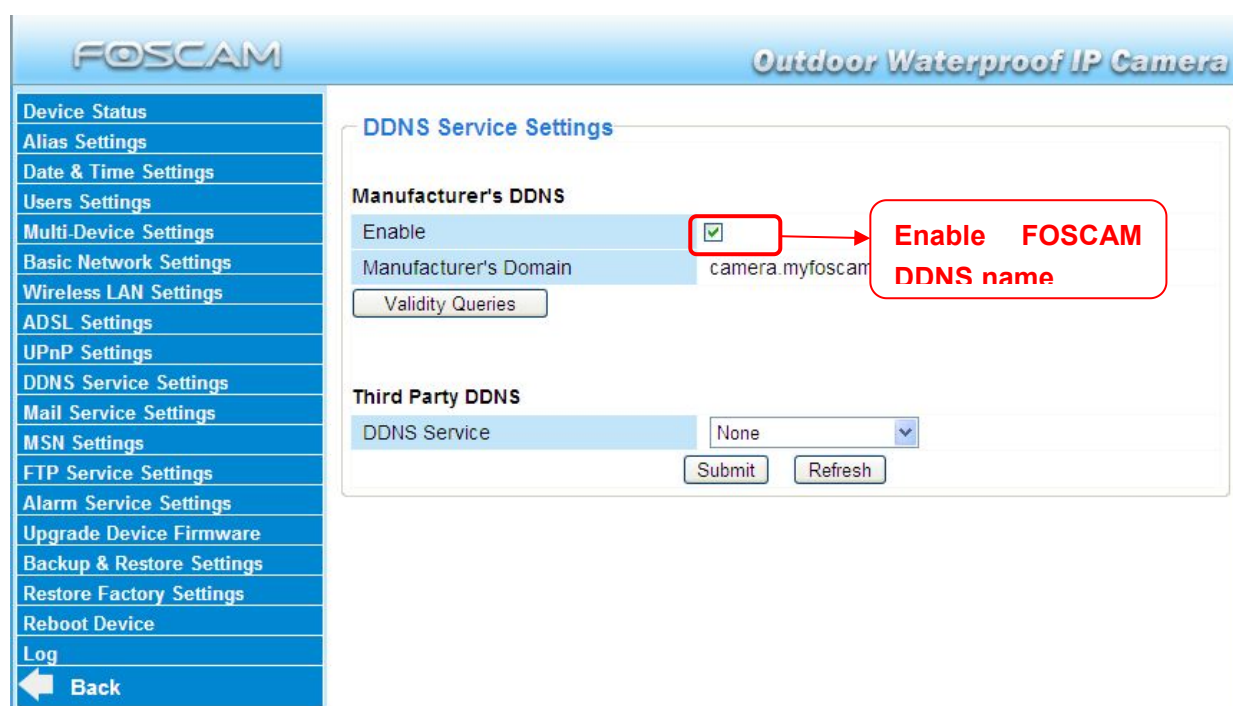 FOSCAM
Outdoor Waterproof IP Camera
Device Status
Alias Settings
Date & Time Settings
Users Settings
Multi-Device Settings
Basic Network Settings
Wireless LAN Settings
ADSL Settings
UPnP Settings
DDNS Service Settings
Mail Service Settings
MSN Settings
FTP Service Settings
Alarm Service Settings
Upgrade Device Firmware
Backup & Restore Settings
Restore Factory Settings
Reboot Device
Log
Back
DDNS Service Settings
Manufacturer's DDNS
Enable
Manufacturer's Domain camera.myfoscam
Validity Queries
Enable FOSCAM
DDNS name
Third Party DDNS
DDNS Service None
Submit Refresh